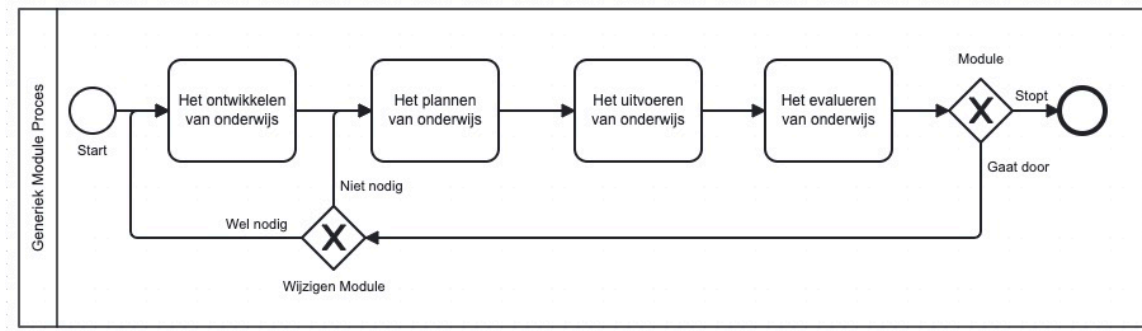 Generiek Module Proces
Start
Het ontwikkelen
van onderwijs
Het plannen
van onderwijs
Het uitvoeren
van onderwijs
Het evalueren
van onderwijs
Module
X
Stopt
Gaat door
Niet nodig
Wel nodig
X
Wijzigen Module